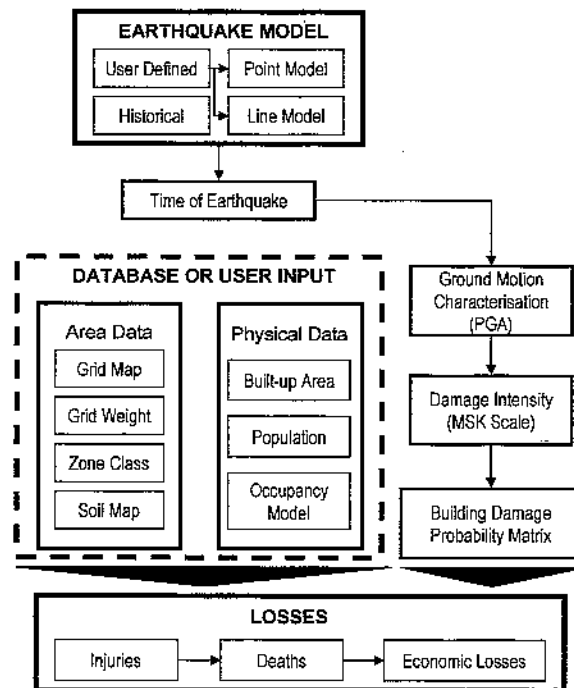 EARTHQUAKE MODEL
User Defined
Point Model
Historical
Line Model
Time of Earthquake
DATABASE OR USER INPUT
Area Data
Grid Map
Grid Weight
Zone Class
Soil Map
Physical Data
Built-up Area
Population
Occupancy
Model
Ground Motion
Characterisation
(PGA)
Damage Intensity
(MSK Scale)
Building Damage
Probability Matrix
LOSSES
Injuries
Deaths
Economic Losses